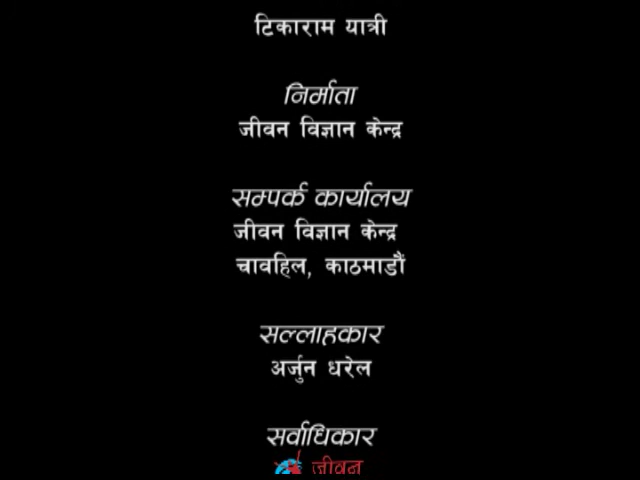 टिकाराम यात्री
निर्माता
जीवन विज्ञान केन्द्र
सम्पर्क कार्यालय
जीवन विज्ञान केन्द्र
चावहिल, काठमाडौं
सल्लाहकार
अर्जुन धरेल
सर्वाधिकार
जीवन